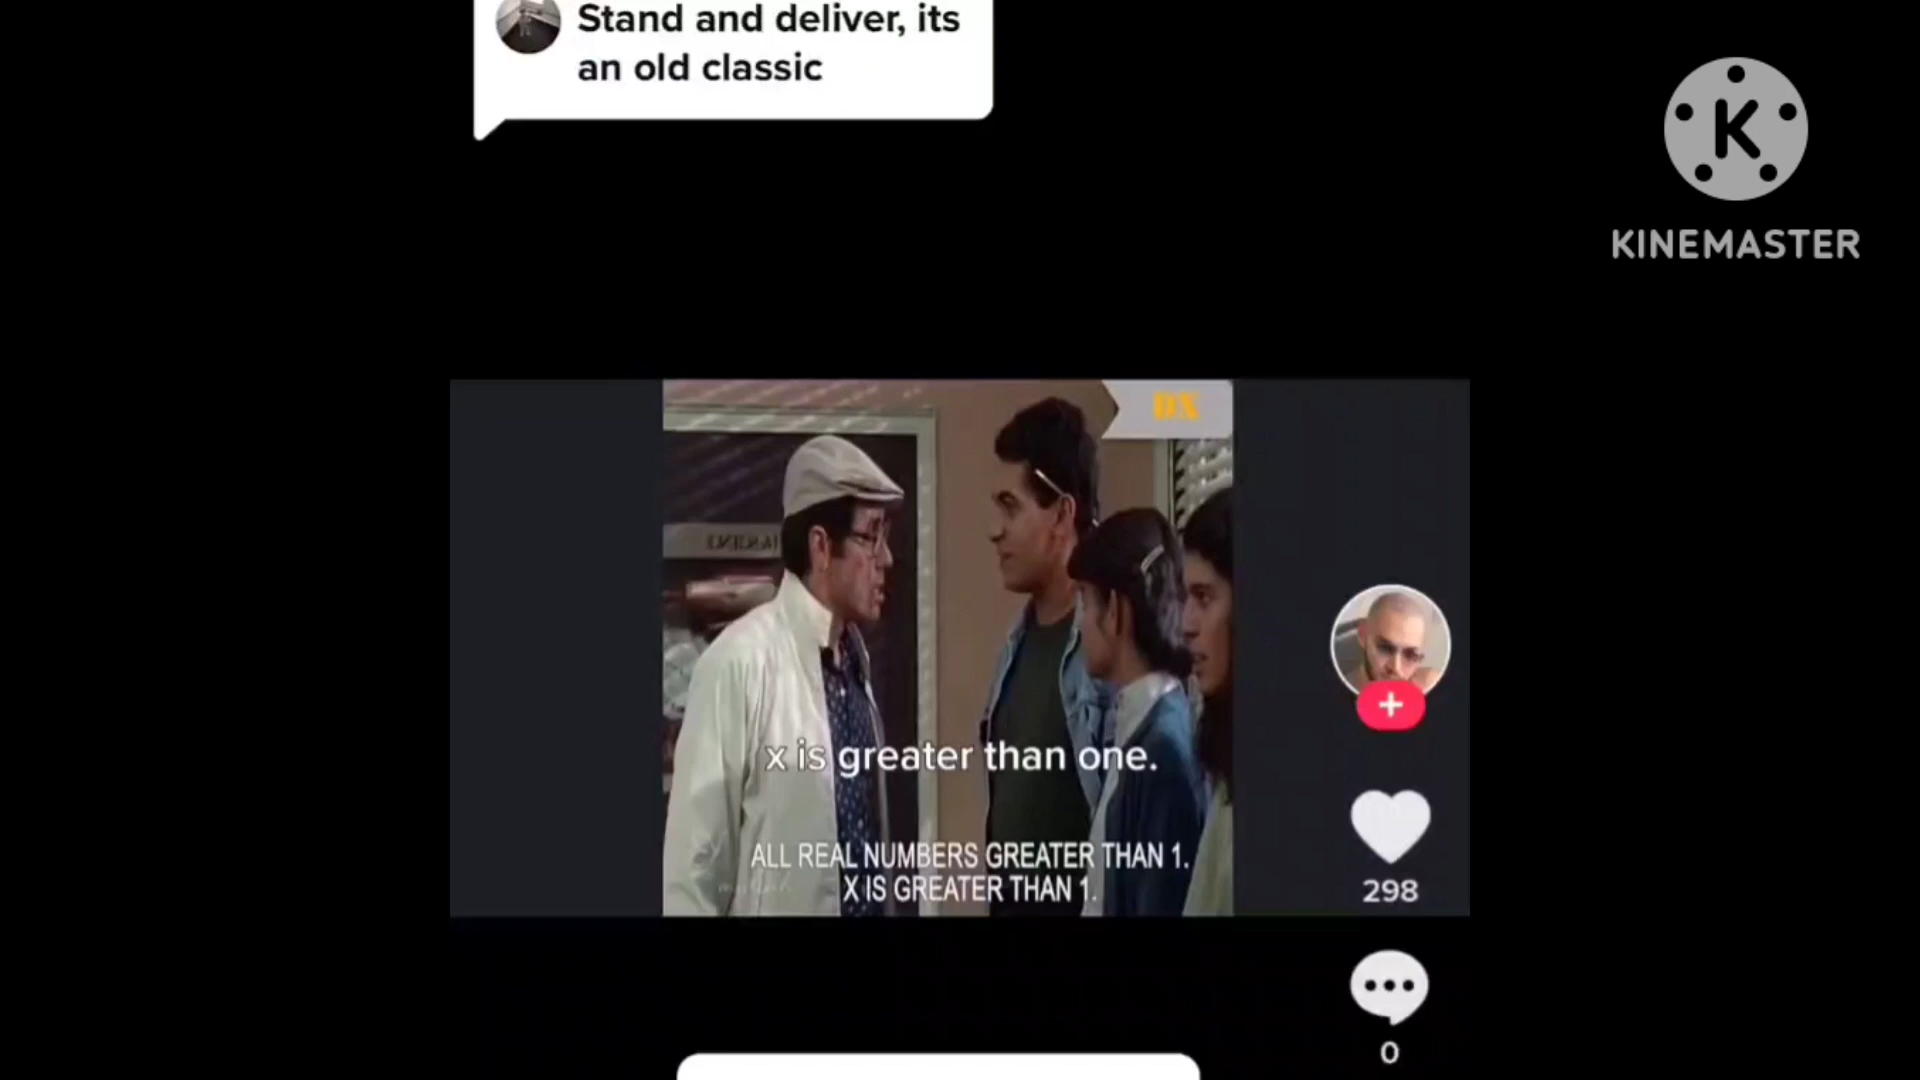 Stand and deliver, its
an old classic
KINEMASTER
DX
x is greater than one.
ALL REAL NUMBERS GREATER THAN 1.
X IS GREATER THAN 1.
298
0